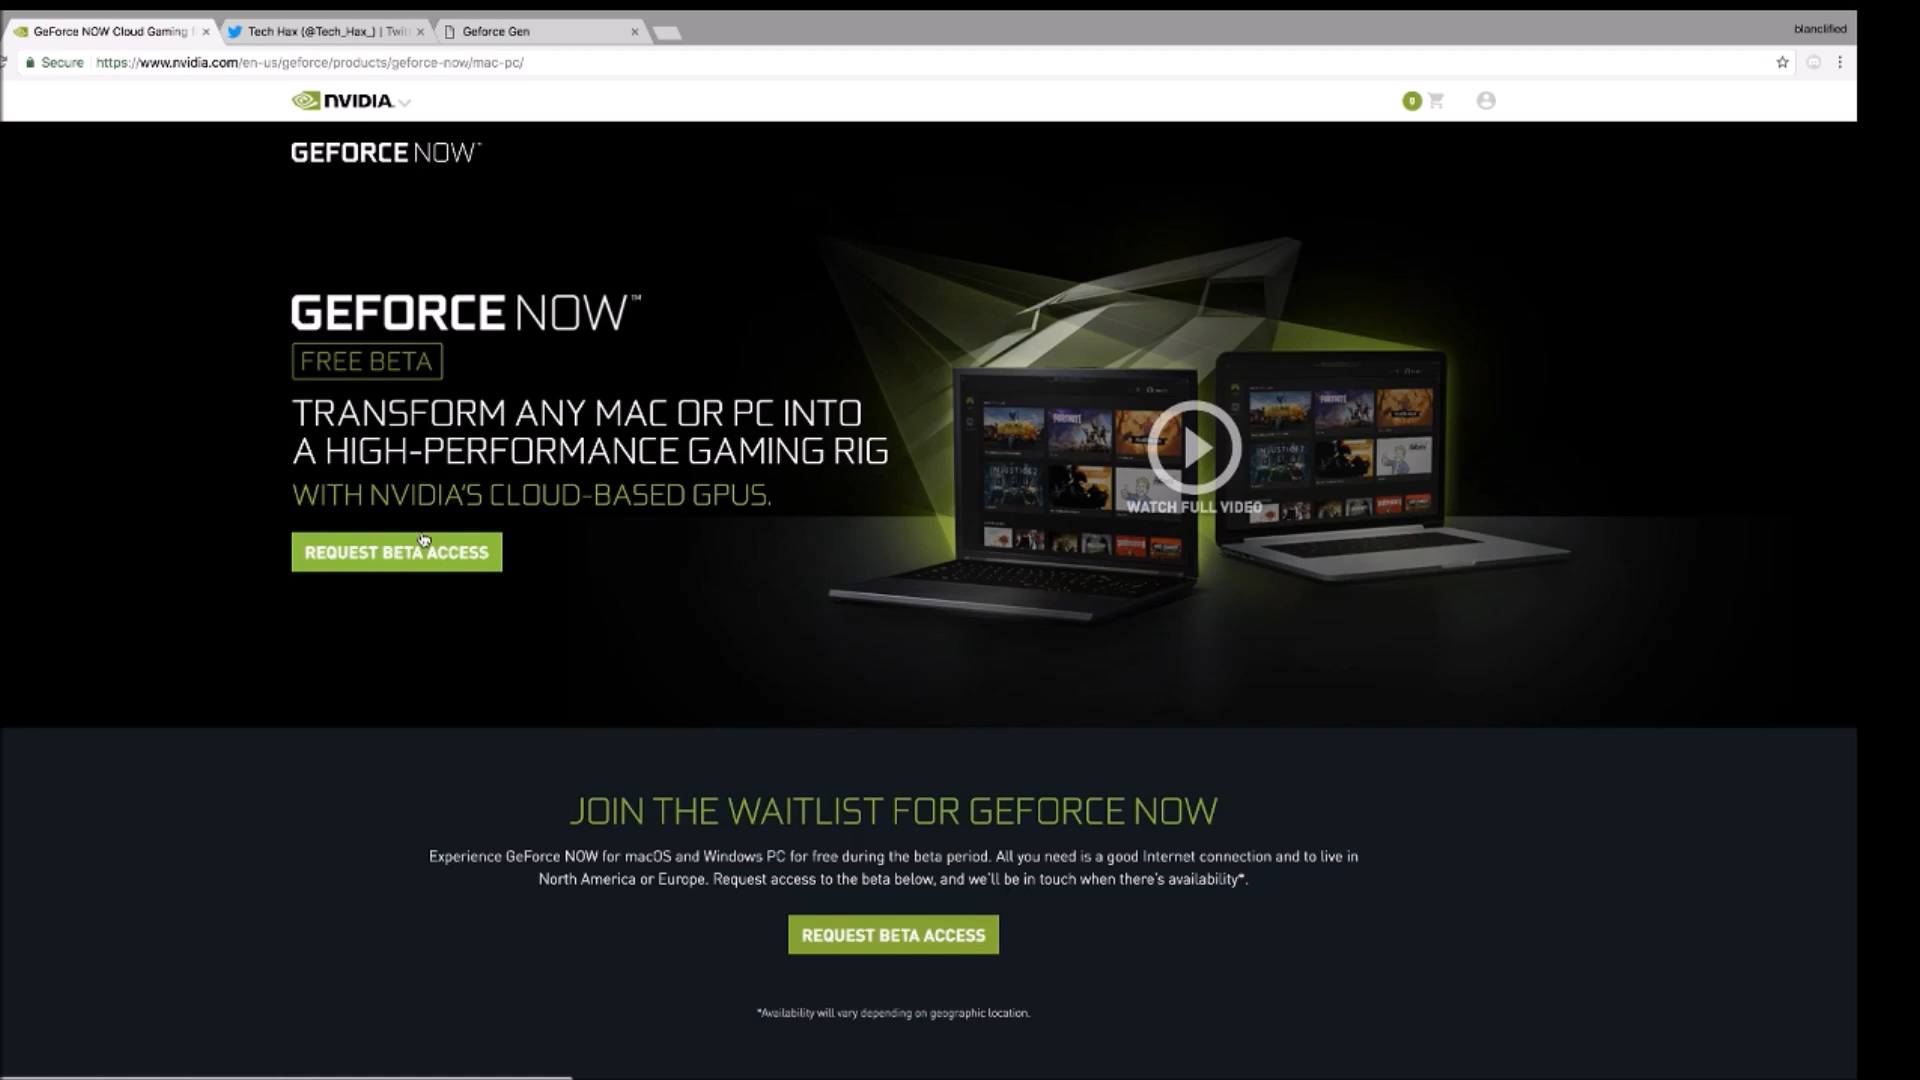 GeForce NOW Cloud Gaming
Tech Hax (@Tech_Hax_) | Twit
Geforce Gen
blanclified
Secure
https://www.nvidia.com/en-us/geforce/products/geforce-now/mac-pc/
NVIDIA
0
GEFORCE NOW™
GEFORCE NOW™
FREE BETA
TRANSFORM ANY MAC OR PC INTO
A HIGH-PERFORMANCE GAMING RIG
WITH NVIDIA'S CLOUD-BASED GPUS.
REQUEST BETA ACCESS
FORTNITE
INJUSTICE 2
WATCH FULL VIDEO
JOIN THE WAITLIST FOR GEFORCE NOW
Experience GeForce NOW for macOS and Windows PC for free during the beta period. All you need is a good Internet connection and to live in
North America or Europe. Request access to the beta below, and we'll be in touch when there's availability*.
REQUEST BETA ACCESS
*Availability will vary depending on geographic location.